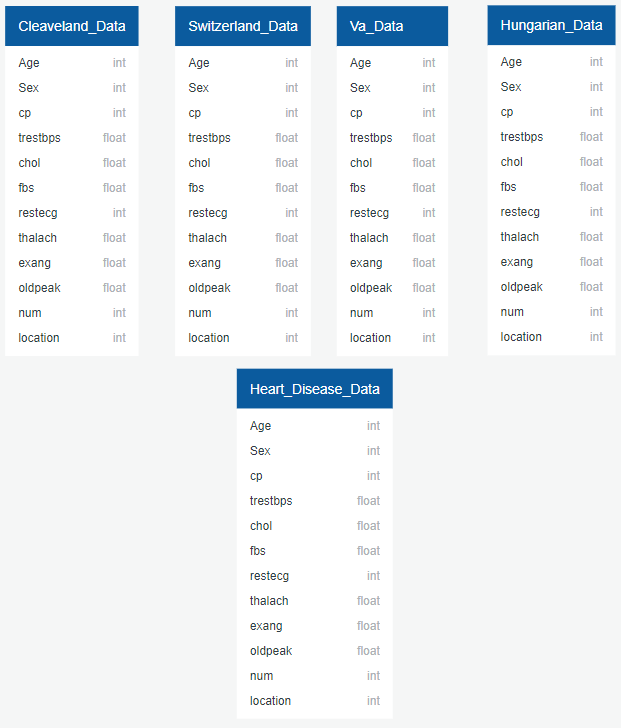 Cleaveland_Data
Age int
Sex int
cp int
trestbps float
chol float
fbs float
restecg int
thalach float
exang float
oldpeak float
num int
location int
Switzerland_Data
Age int
Sex int
cp int
trestbps float
chol float
fbs float
restecg int
thalach float
exang float
oldpeak float
num int
location int
Va_Data
Age int
Sex int
cp int
trestbps float
chol float
fbs float
restecg int
thalach float
exang float
oldpeak float
num int
location int
Hungarian_Data
Age int
Sex int
cp int
trestbps float
chol float
fbs float
restecg int
thalach float
exang float
oldpeak float
num int
location int
Heart_Disease_Data
Age int
Sex int
cp int
trestbps float
chol float
fbs float
restecg int
thalach float
exang float
oldpeak float
num int
location int